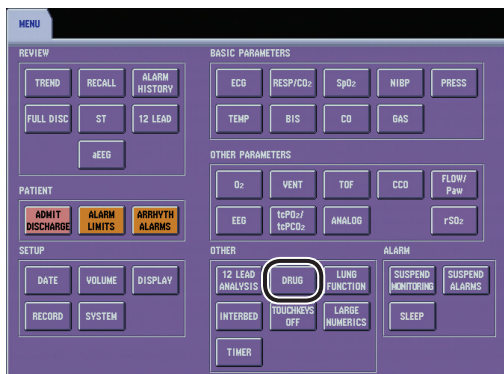 MENU
REVIEW
TREND
RECALL
ALARM
HISTORY
FULL DISC
ST
12 LEAD
aEEG
PATIENT
ADMIT
DISCHARGE
ALARM
LIMITS
ARRHYTH
ALARMS
SETUP
DATE
VOLUME
DISPLAY
RECORD
SYSTEM
BASIC PARAMETERS
ECG
RESP/CO2
SpO2
NIBP
PRESS
TEMP
BIS
CO
GAS
OTHER PARAMETERS
O2
VENT
TOF
CCO
FLOW/
Paw
EEG
tcPO2/
tcPCO2
ANALOG
rSO2
OTHER
12 LEAD
ANALYSIS
DRUG
LUNG
FUNCTION
INTERBED
TOUCHKEYS
OFF
LARGE
NUMERICS
TIMER
ALARM
SUSPEND
MONITORING
SUSPEND
ALARMS
SLEEP